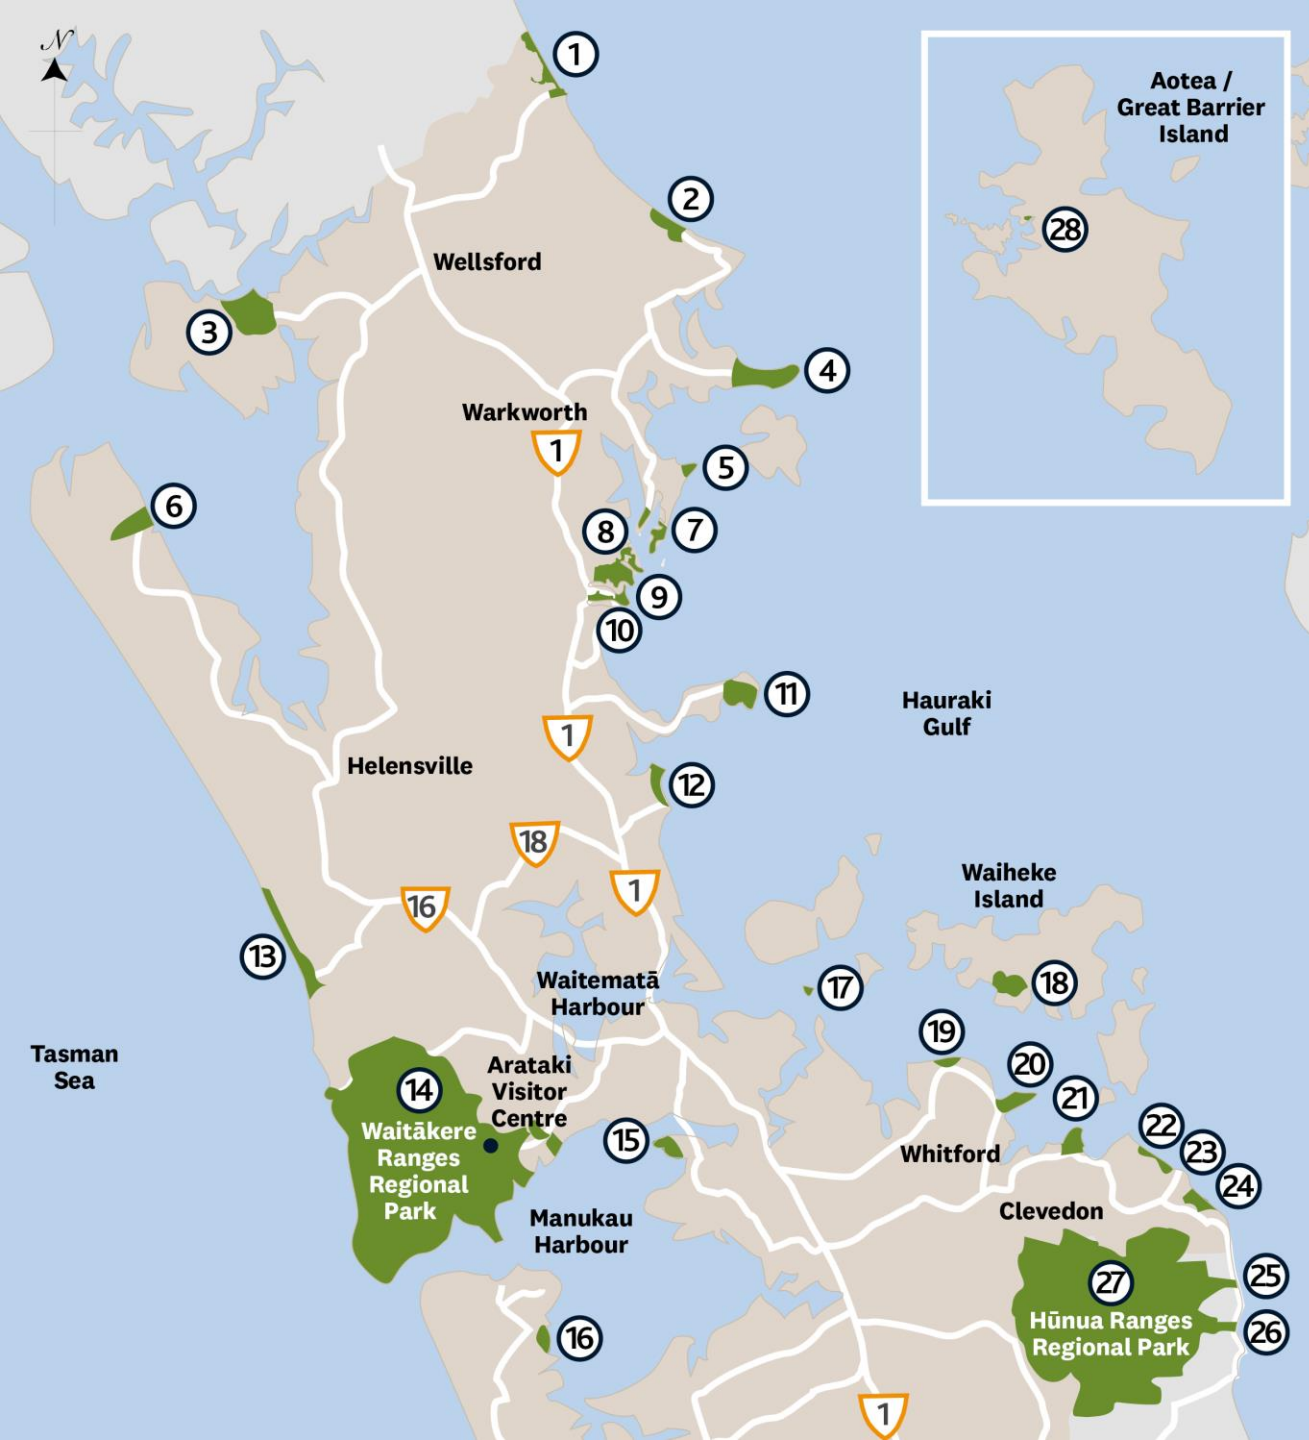 N
1
Aotea /
Great Barrier
Island
2
28
Wellsford
3
4
Warkworth
1
5
6
8
7
9
10
11
Hauraki
Gulf
1
Helensville
12
18
Waiheke
Island
1
16
13
Waitematā
Harbour
17
18
19
Tasman
Sea
Arataki
Visitor
Centre
20
14
21
Waitākere
Ranges
Regional
Park
15
22
Whitford
23
24
Manukau
Harbour
Clevedon
25
27
Hūnua Ranges
Regional Park
16
26
1